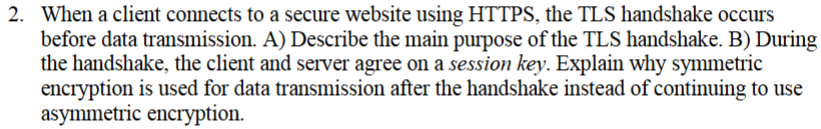 2. When a client connects to a secure website using HTTPS, the TLS handshake occurs
before data transmission. A) Describe the main purpose of the TLS handshake. B) During
the handshake, the client and server agree on a session key. Explain why symmetric
encryption is used for data transmission after the handshake instead of continuing to use
asymmetric encryption.